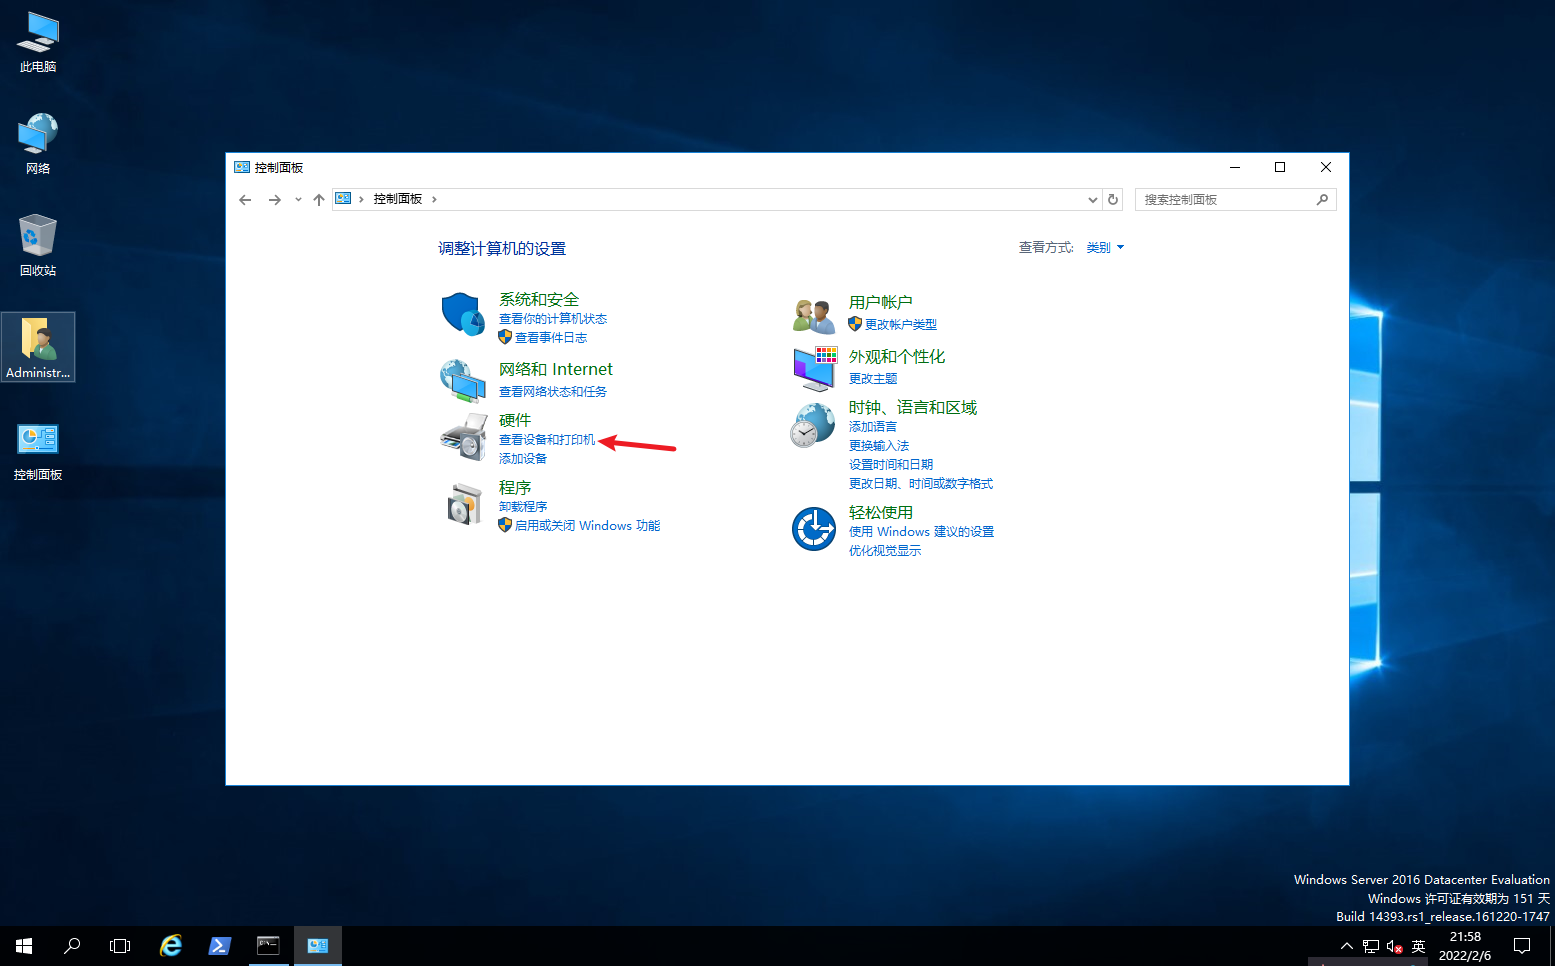 此电脑
网络
回收站
Administr...
控制面板
控制面板
控制面板
搜索控制面板
调整计算机的设置
查看方式: 类别
系统和安全
查看你的计算机状态
查看事件日志
网络和 Internet
查看网络状态和任务
硬件
查看设备和打印机
添加设备
程序
卸载程序
启用或关闭 Windows 功能
用户帐户
更改帐户类型
外观和个性化
更改主题
时钟、语言和区域
添加语言
更换输入法
设置时间和日期
更改日期、时间或数字格式
轻松使用
使用 Windows 建议的设置
优化视觉显示
Windows Server 2016 Datacenter Evaluation
Windows 许可证有效期为 151 天
Build 14393.rs1_release.161220-1747
英
21:58
2022/2/6